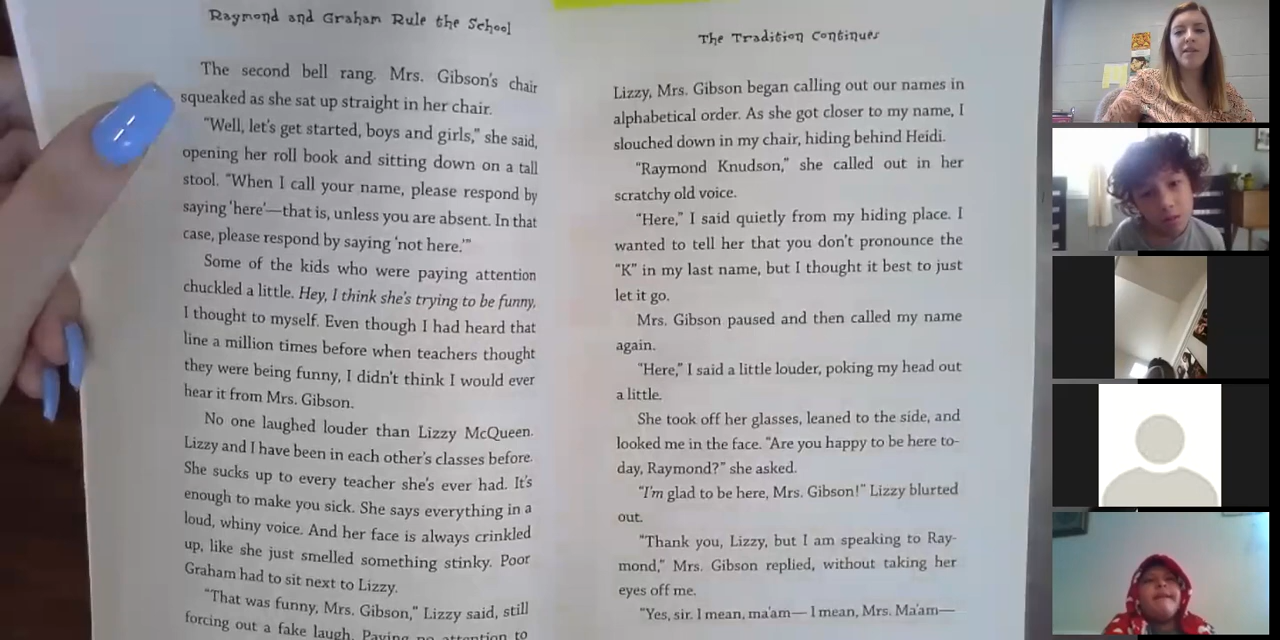 Raymond and Graham Rule the School
The second bell rang. Mrs. Gibson's chair
squeaked as she sat up straight in her chair.
"Well, let's get started, boys and girls," she said,
opening her roll book and sitting down on a tall
stool. "When I call your name, please respond by
saying 'here'—that is, unless you are absent. In that
case, please respond by saying 'not here.'"
Some of the kids who were paying attention
chuckled a little. Hey, I think she's trying to be funny,
I thought to myself. Even though I had heard that
line a million times before when teachers thought
they were being funny, I didn't think I would ever
hear it from Mrs. Gibson.
No one laughed louder than Lizzy McQueen.
Lizzy and I have been in each other's classes before.
She sucks up to every teacher she's ever had. It's
enough to make you sick. She says everything in a
loud, whiny voice. And her face is always crinkled
up, like she just smelled something stinky. Poor
Graham had to sit next to Lizzy.
"That was funny, Mrs. Gibson," Lizzy said, still
forcing out a fake laugh. Paying no attention to
The Tradition Continues
Lizzy, Mrs. Gibson began calling out our names in
alphabetical order. As she got closer to my name, I
slouched down in my chair, hiding behind Heidi.
"Raymond Knudson," she called out in her
scratchy old voice.
"Here," I said quietly from my hiding place. I
wanted to tell her that you don't pronounce the
"K" in my last name, but I thought it best to just
let it go.
Mrs. Gibson paused and then called my name
again.
"Here," I said a little louder, poking my head out
a little.
She took off her glasses, leaned to the side, and
looked me in the face. "Are you happy to be here to-
day, Raymond?" she asked.
"I'm glad to be here, Mrs. Gibson!" Lizzy blurted
out.
"Thank you, Lizzy, but I am speaking to Ray-
mond," Mrs. Gibson replied, without taking her
eyes off me.
"Yes, sir. I mean, ma'am— I mean, Mrs. Ma'am—